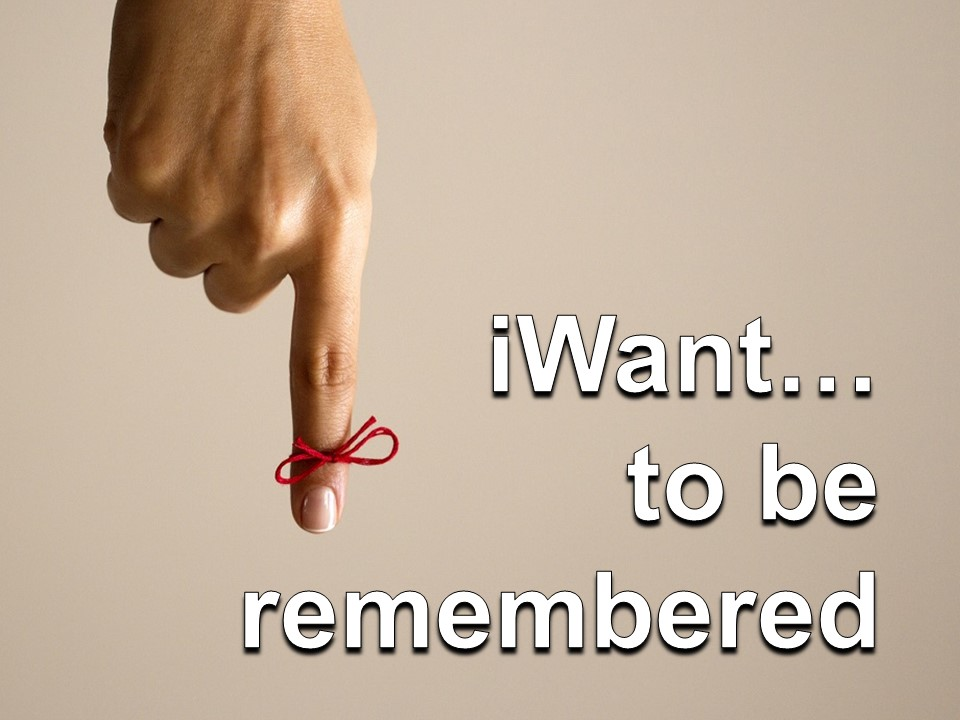 iWant…
to be
remembered